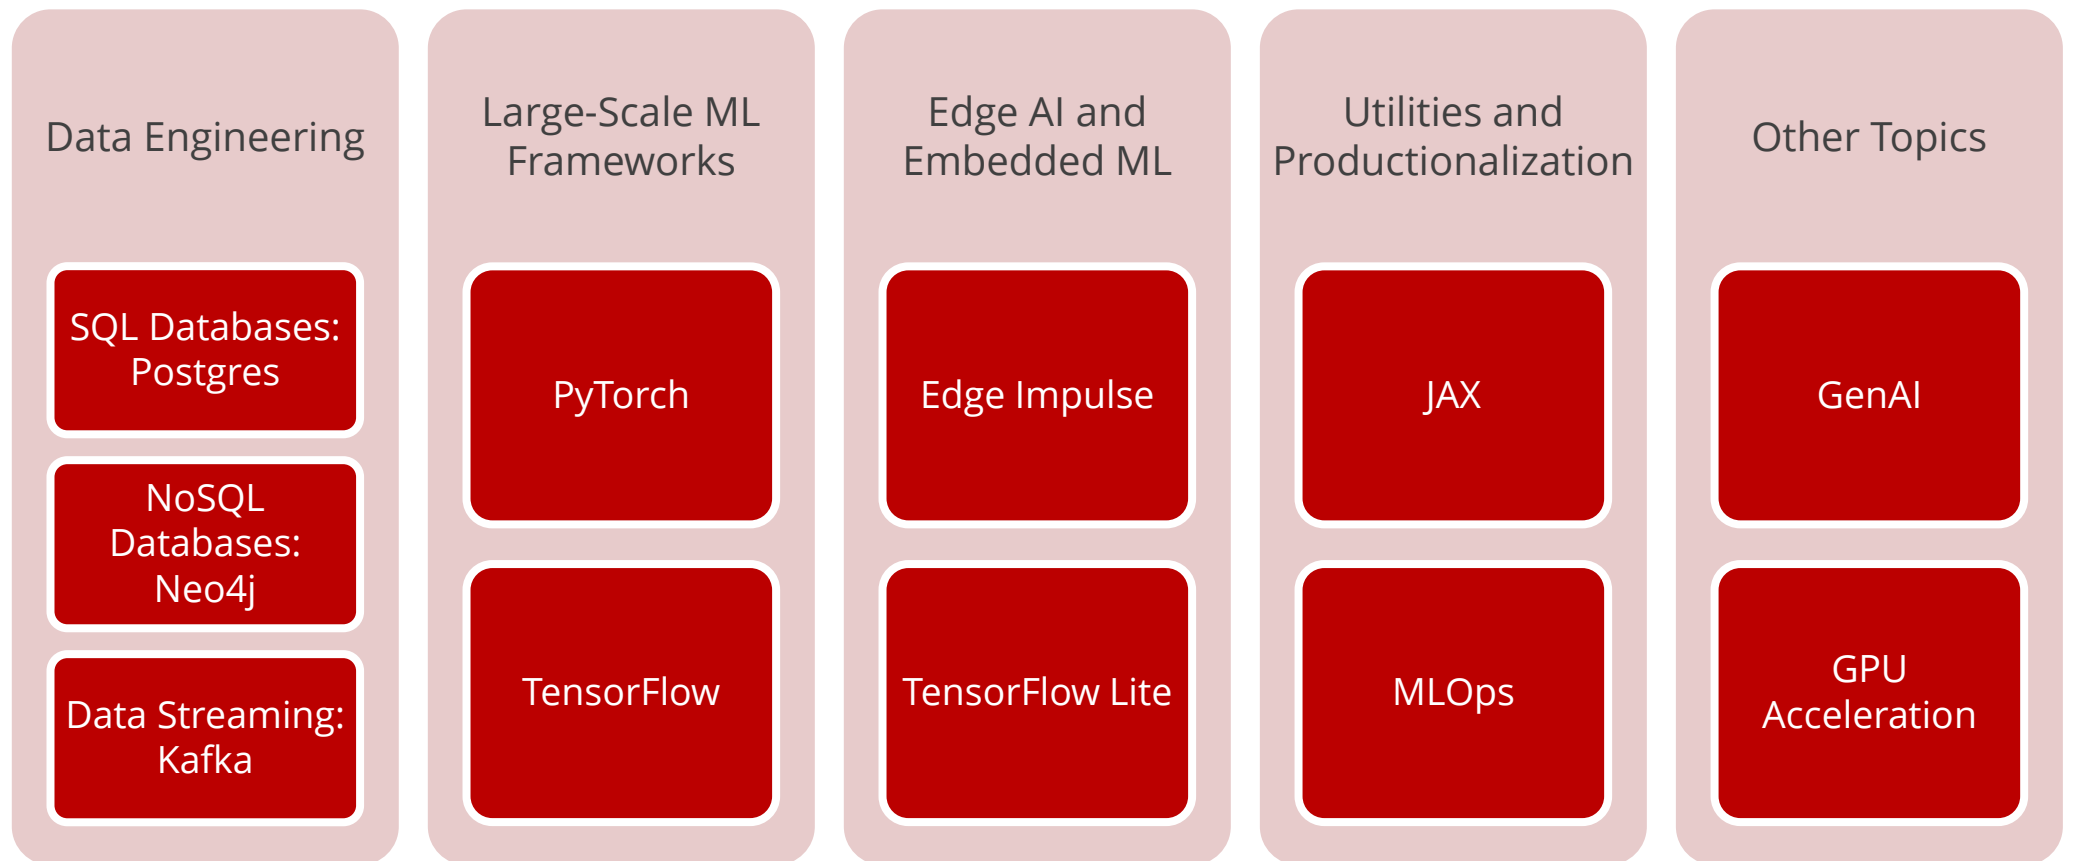 Data Engineering
SQL Databases:
Postgres
NoSQL
Databases:
Neo4j
Data Streaming:
Kafka
Large-Scale ML
Frameworks
PyTorch
TensorFlow
Edge AI and
Embedded ML
Edge Impulse
TensorFlow Lite
Utilities and
Productionalization
JAX
MLOps
Other Topics
GenAI
GPU
Acceleration